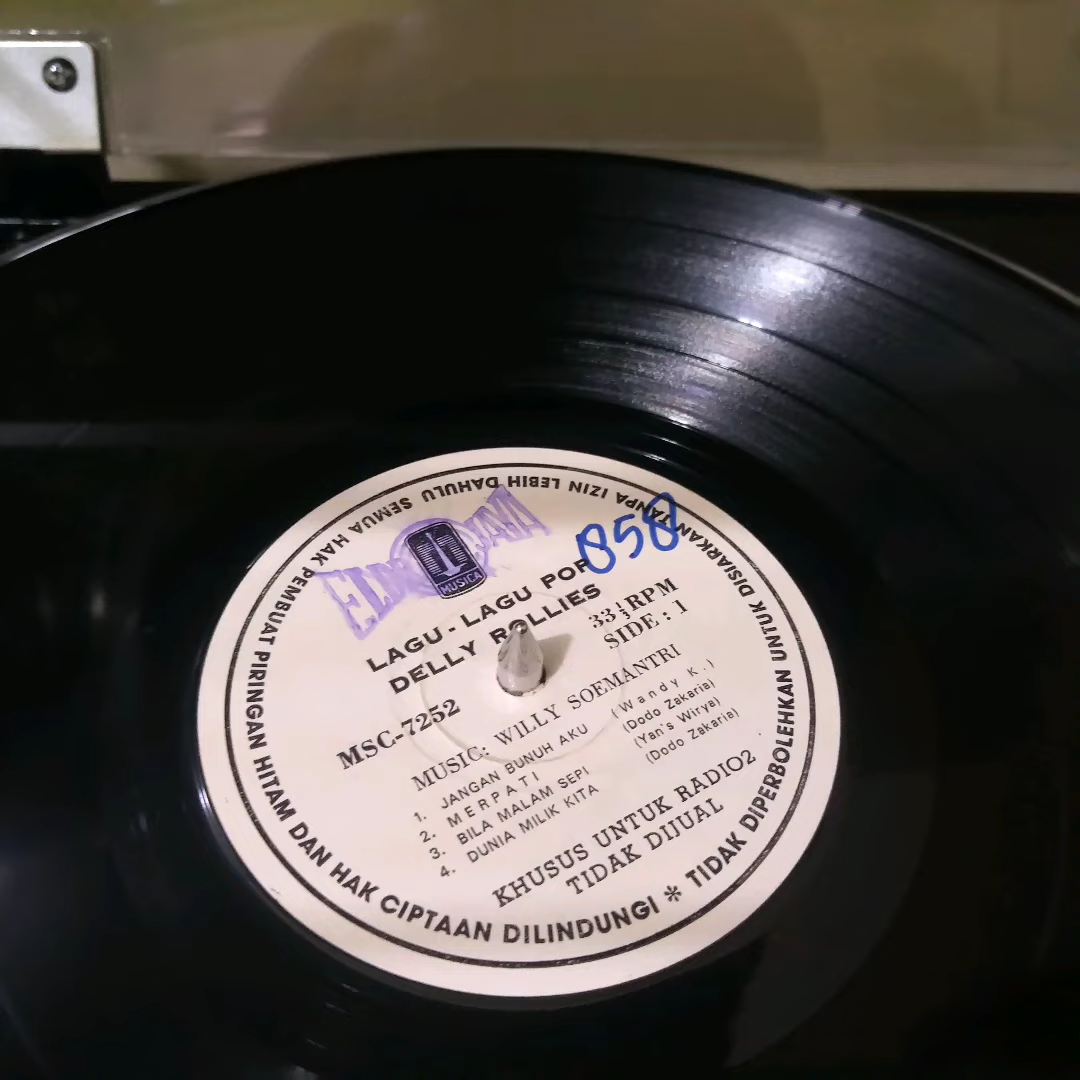 MUSICA
858
LAGU-LAGU POP
DELLY ROLLIES
MSC-7252
33⅓ RPM
SIDE : 1
MUSIC: WILLY SOEMANTRI
1. JANGAN BUNUH AKU (Wandy K.)
2. MERPATI (Dodo Zakaria)
3. BILA MALAM SEPI (Yan's Wirya)
4. DUNIA MILIK KITA (Dodo Zakaria)
KHUSUS UNTUK RADIO2
TIDAK DIJUAL
SEMUA HAK PEMBUAT PIRINGAN HITAM DAN HAK CIPTAAN DILINDUNGI * TIDAK DIPERBOLEHKAN UNTUK DISIARKAN TANPA IZIN LEBIH DAHULU